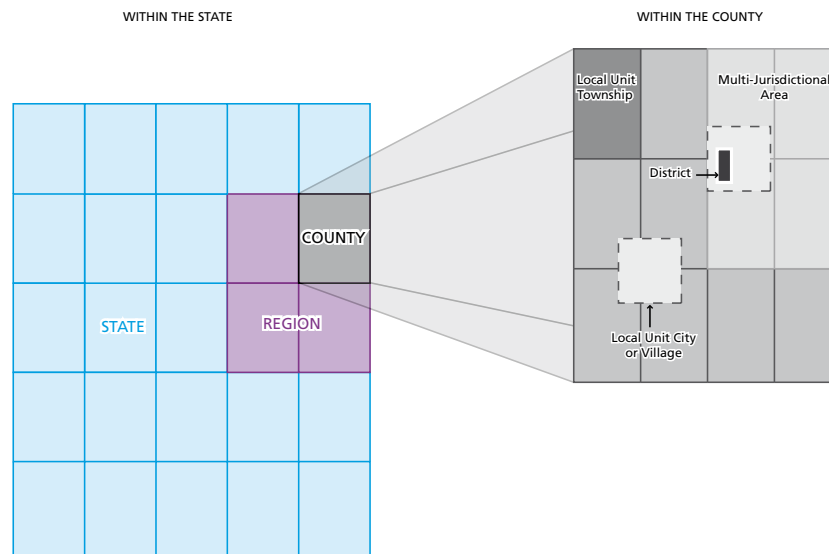 WITHIN THE STATE
WITHIN THE COUNTY
Local Unit
Township
Multi-Jurisdictional
Area
District
COUNTY
STATE
REGION
Local Unit City
or Village